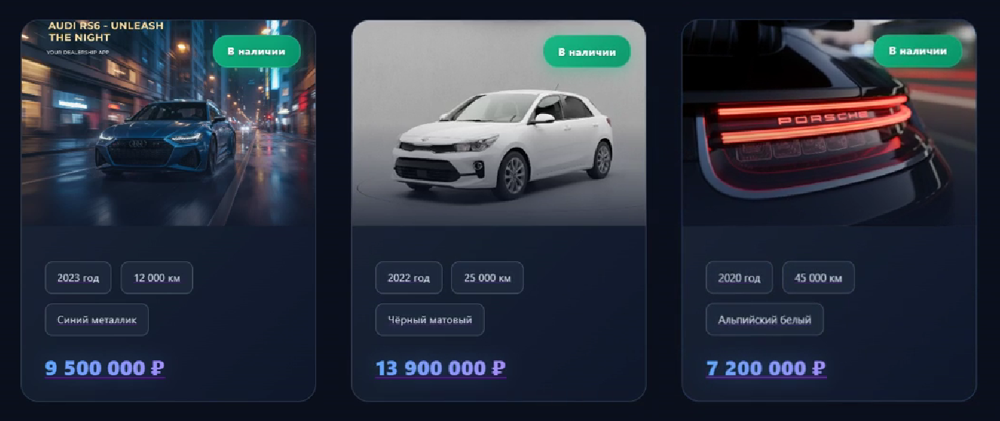 AUDI RS6 - UNLEASH
THE NIGHT
YOUR DEALERSHIP APP
В наличии
2023 год
12 000 км
Синий металлик
9 500 000 ₽
В наличии
2022 год
25 000 км
Чёрный матовый
13 900 000 ₽
В наличии
PORSCHE
2020 год
45 000 км
Альпийский белый
7 200 000 ₽